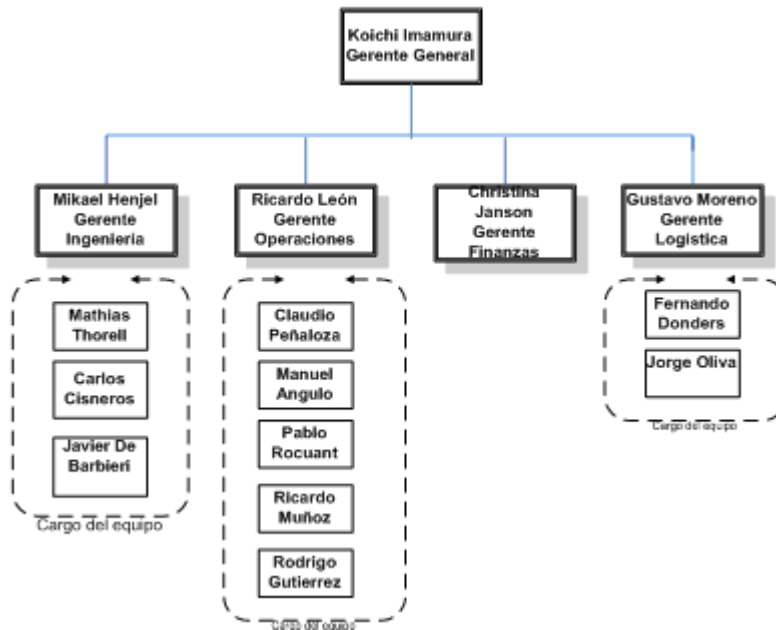 Koichi Imamura
Gerente General
Mikael Henjel
Gerente
Ingenieria
Ricardo León
Gerente
Operaciones
Christina
Janson
Gerente
Finanzas
Gustavo Moreno
Gerente
Logistica
Mathias
Thorell
Carlos
Cisneros
Javier De
Barbieri
Cargo del equipo
Claudio
Peñaloza
Manuel
Angulo
Pablo
Rocuant
Ricardo
Muñoz
Rodrigo
Gutierrez
Cargo del equipo
Fernando
Donders
Jorge Oliva
Cargo del equipo